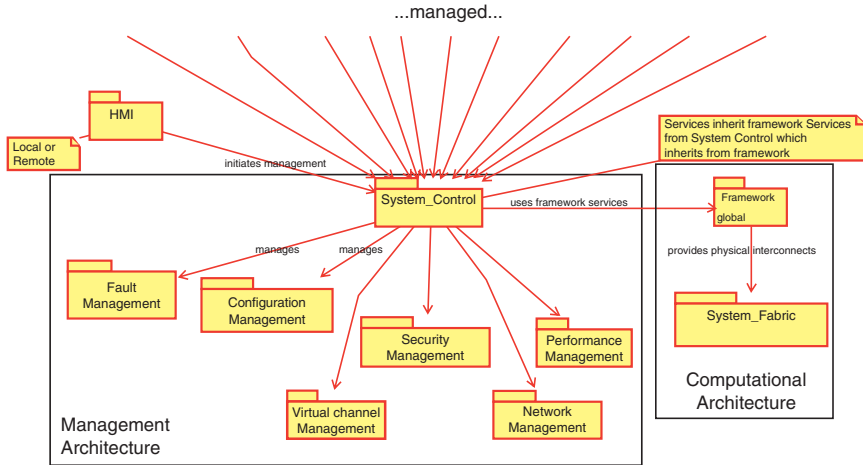 ...managed...
HMI
Local or
Remote
initiates management
Services inherit framework Services
from System Control which
inherits from framework
System_Control
uses framework services
Framework
global
manages
manages
provides physical interconnects
Fault
Management
Configuration
Management
System_Fabric
Security
Management
Performance
Management
Virtual channel
Management
Network
Management
Management
Architecture
Computational
Architecture